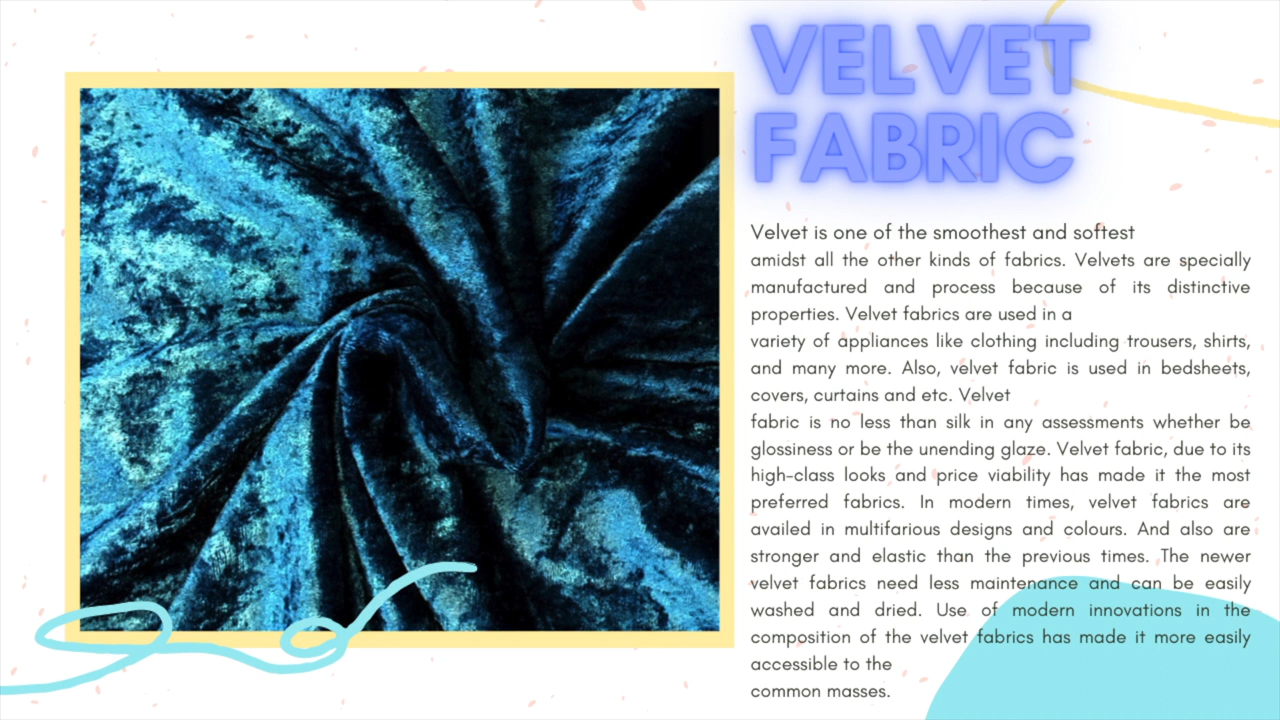 VELVET
FABRIC
Velvet is one of the smoothest and softest
amidst all the other kinds of fabrics. Velvets are specially
manufactured and process because of its distinctive
properties. Velvet fabrics are used in a
variety of appliances like clothing including trousers, shirts,
and many more. Also, velvet fabric is used in bedsheets,
covers, curtains and etc. Velvet
fabric is no less than silk in any assessments whether be
glossiness or be the unending glaze. Velvet fabric, due to its
high-class looks and price viability has made it the most
preferred fabrics. In modern times, velvet fabrics are
availed in multifarious designs and colours. And also are
stronger and elastic than the previous times. The newer
velvet fabrics need less maintenance and can be easily
washed and dried. Use of modern innovations in the
composition of the velvet fabrics has made it more easily
accessible to the
common masses.